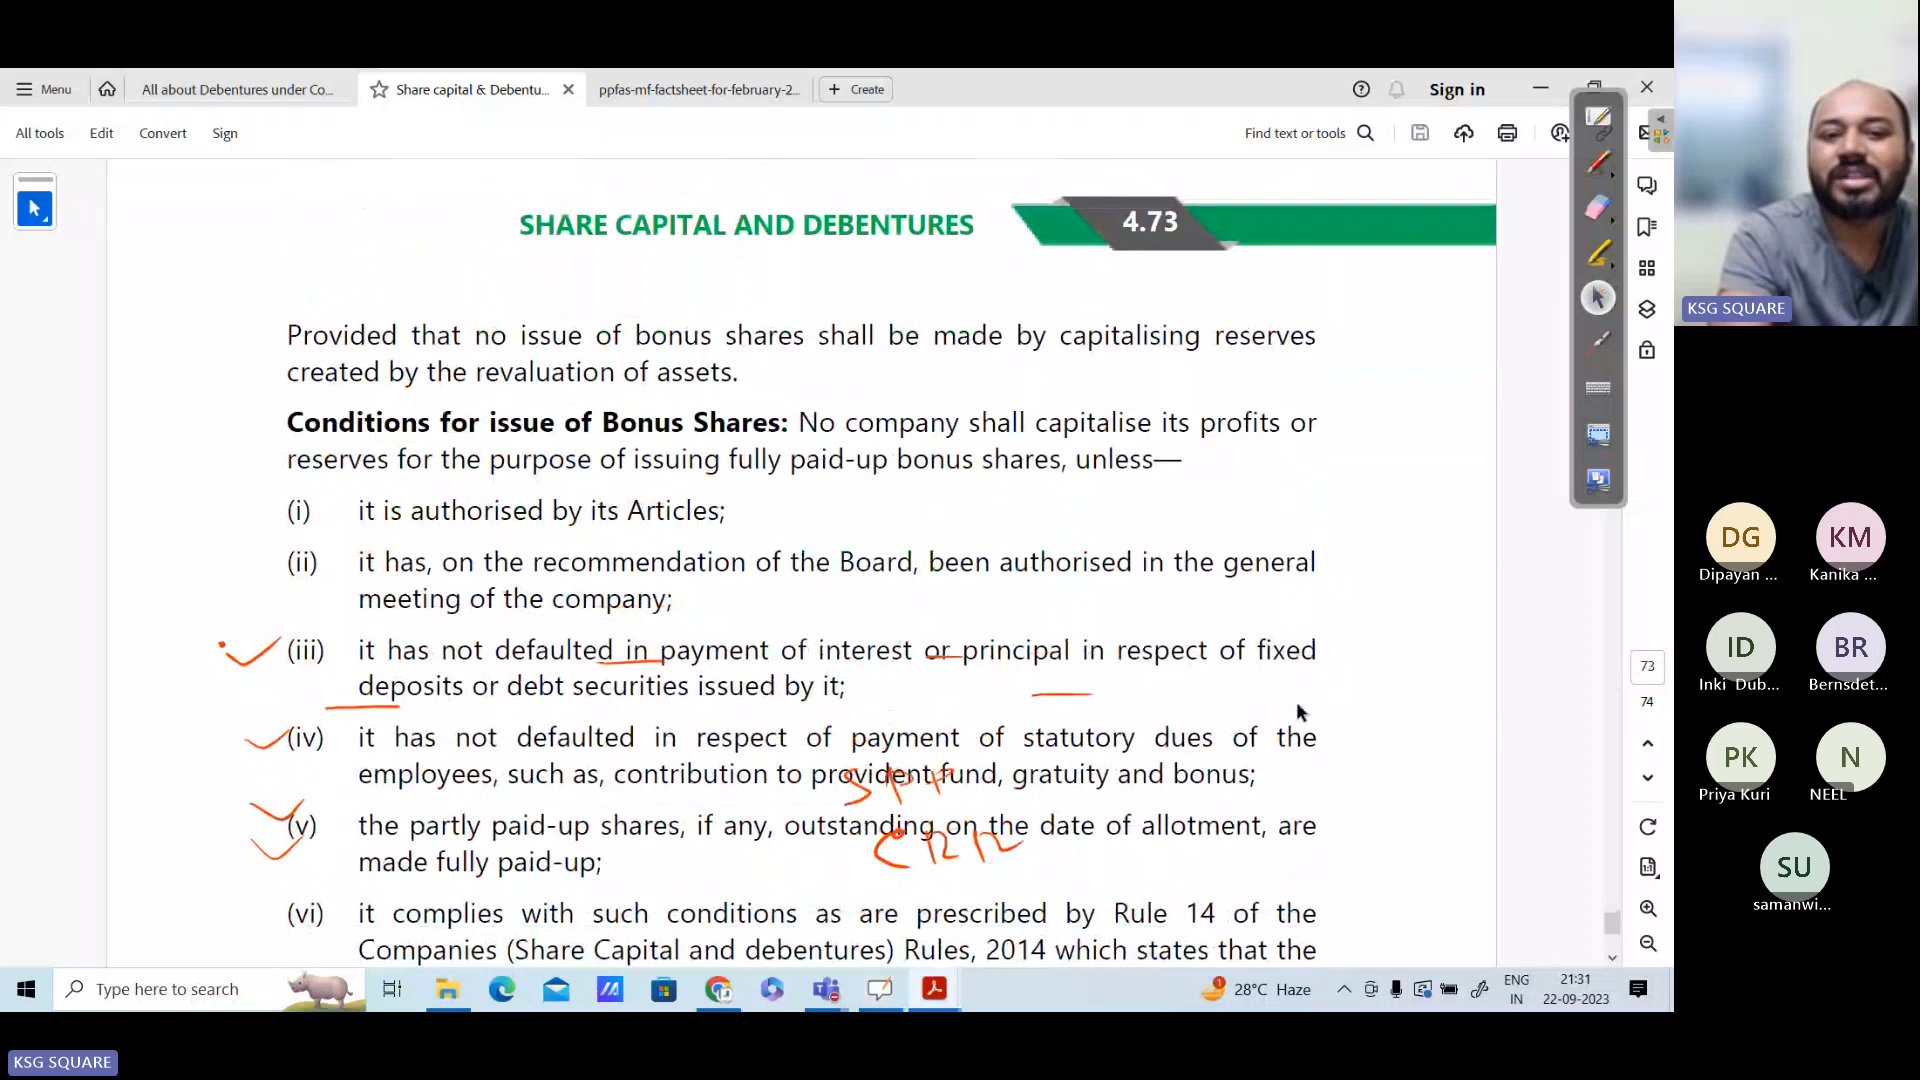 Menu
All about Debentures under Co...
Share capital & Debentu...
ppfas-mf-factsheet-for-february-2...
Create
Sign in
All tools
Edit
Convert
Sign
Find text or tools
SHARE CAPITAL AND DEBENTURES
4.73
Provided that no issue of bonus shares shall be made by capitalising reserves
created by the revaluation of assets.
Conditions for issue of Bonus Shares: No company shall capitalise its profits or
reserves for the purpose of issuing fully paid-up bonus shares, unless—
(i) it is authorised by its Articles;
(ii) it has, on the recommendation of the Board, been authorised in the general
meeting of the company;
(iii) it has not defaulted in payment of interest or principal in respect of fixed
deposits or debt securities issued by it;
(iv) it has not defaulted in respect of payment of statutory dues of the
employees, such as, contribution to provident fund, gratuity and bonus;
(v) the partly paid-up shares, if any, outstanding on the date of allotment, are
made fully paid-up;
(vi) it complies with such conditions as are prescribed by Rule 14 of the
Companies (Share Capital and debentures) Rules, 2014 which states that the
73
74
1:1
KSG SQUARE
DG
Dipayan ...
KM
Kanika ...
ID
Inki Dub...
BR
Bernsdet...
PK
Priya Kuri
N
NEEL
SU
samanwi...
Type here to search
1
28°C Haze
ENG
IN
21:31
22-09-2023
KSG SQUARE